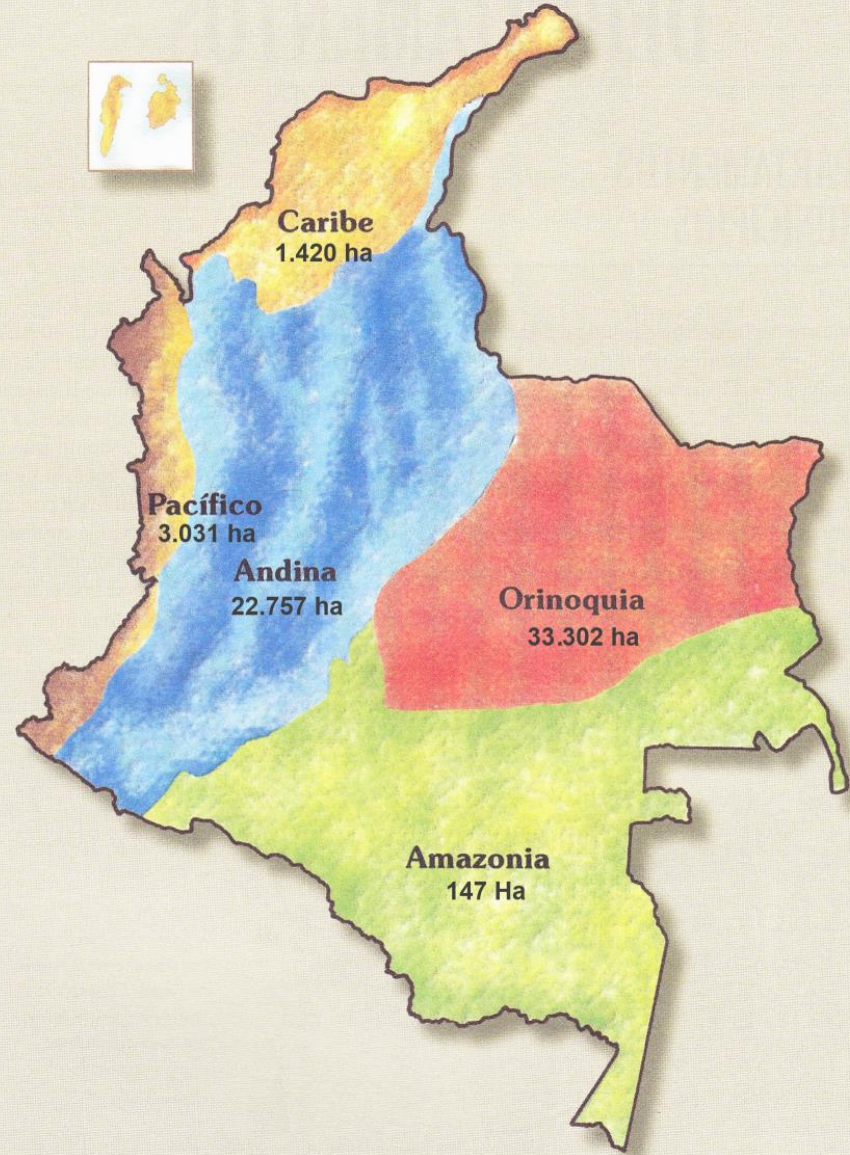 Caribe
1.420 ha
Pacífico
3.031 ha
Andina
22.757 ha
Orinoquia
33.302 ha
Amazonia
147 Ha